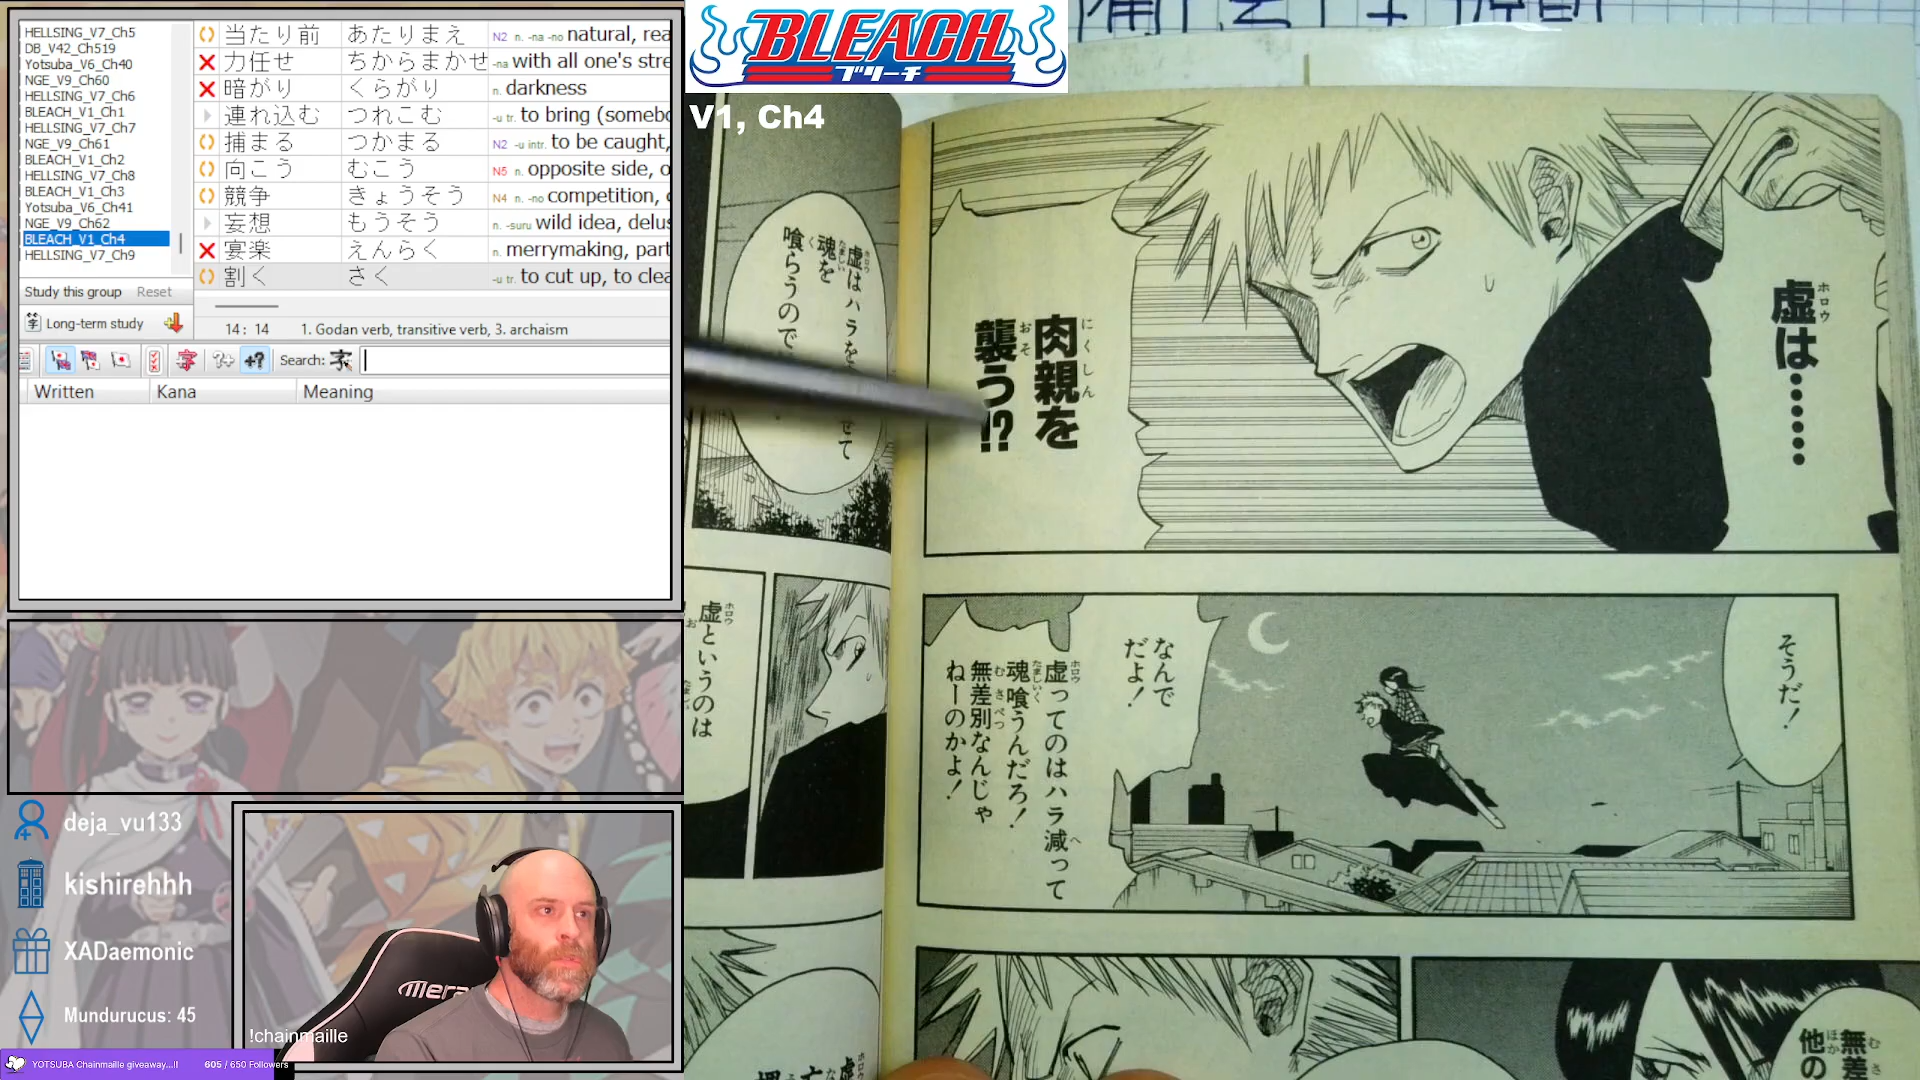 HELLSING_V7_Ch5
DB_V42_Ch519
Yotsuba_V6_Ch40
NGE_V9_Ch60
HELLSING_V7_Ch6
BLEACH_V1_Ch1
HELLSING_V7_Ch7
NGE_V9_Ch61
BLEACH_V1_Ch2
HELLSING_V7_Ch8
BLEACH_V1_Ch3
Yotsuba_V6_Ch41
NGE_V9_Ch62
BLEACH_V1_Ch4
HELLSING_V7_Ch9
Study this group Reset
Long-term study
当たり前 あたりまえ N2 n. -na -no natural, rea
力任せ ちからまかせ -na with all one's stre
暗がり くらがり n. darkness
連れ込む つれこむ -u tr. to bring (somebo
捕まる つかまる N2 -u intr. to be caught,
向こう むこう N5 n. opposite side, o
競争 きょうそう N4 n. -no competition,
妄想 もうそう n. -suru wild idea, delus
宴楽 えんらく n. merrymaking, part
割く さく -u tr. to cut up, to clea
14: 14 1. Godan verb, transitive verb, 3. archaism
Search:
Written Kana Meaning
BLEACH
ブリーチ
V1, Ch4
虚は……
肉親を
襲う!?
そうだ!
なんで
だよ!
虚ってのはハラ減って
魂喰うんだろ!
無差別なんじゃ
ねーのかよ!
無差
他の
虚はハラを
魂を
喰らうので
せて
虚というのは
deja_vu133
kishirehhh
XADaemonic
Mundurucus: 45
!chainmaille
YOTSUBA Chainmaille giveaway...!! 605 / 650 Followers